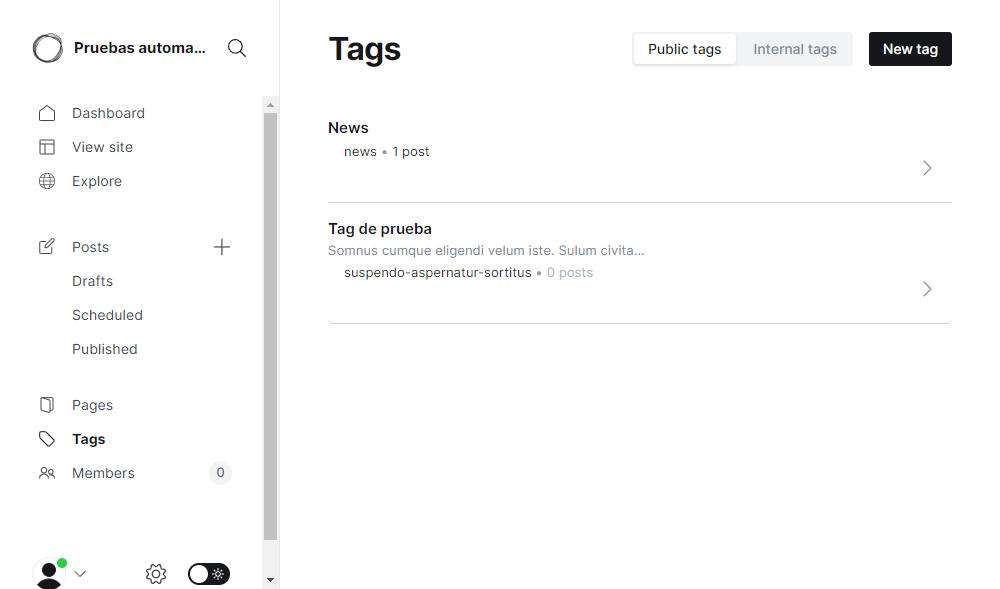 Pruebas automa...
Dashboard
View site
Explore
Posts
Drafts
Scheduled
Published
Pages
Tags
Members
0
Tags
Public tags
Internal tags
New tag
News
news • 1 post
Tag de prueba
Somnus cumque eligendi velum iste. Sulum civita...
suspendo-aspernatur-sortitus • 0 posts